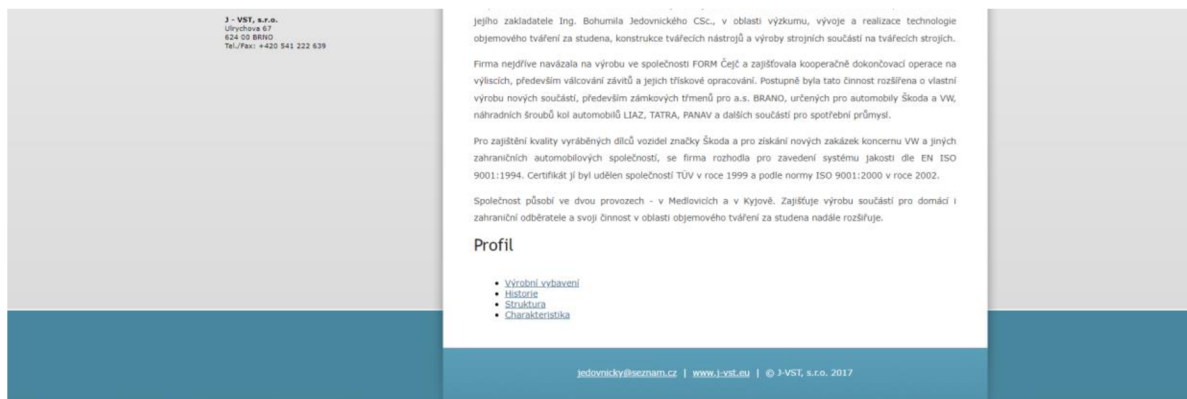 J - VST, s.r.o.
Ulrychova 67
624 00 BRNO
Tel./Fax: +420 541 222 639
jejího zakladatele Ing. Bohumila Jedovnického CSc., v oblasti výzkumu, vývoje a realizace technologie
objemového tváření za studena, konstrukce tvářecích nástrojů a výroby strojních součástí na tvářecích strojích.
Firma nejdříve navázala na výrobu ve společnosti FORM Čejč a zajišťovala kooperačně dokončovací operace na
výliscích, především válcování závitů a jejich třískové opracování. Postupně byla tato činnost rozšířena o vlastní
výrobu nových součástí, především zámkových třmenů pro a.s. BRANO, určených pro automobily Škoda a VW,
náhradních šroubů kol automobilů LIAZ, TATRA, PANAV a dalších součástí pro spotřební průmysl.
Pro zajištění kvality vyráběných dílců vozidel značky Škoda a pro získání nových zakázek koncernu VW a jiných
zahraničních automobilových společností, se firma rozhodla pro zavedení systému jakosti dle EN ISO
9001:1994. Certifikát jí byl udělen společností TÜV v roce 1999 a podle normy ISO 9001:2000 v roce 2002.
Společnost působí ve dvou provozech - v Medlovicích a v Kyjově. Zajišťuje výrobu součástí pro domácí i
zahraniční odběratele a svoji činnost v oblasti objemového tváření za studena nadále rozšiřuje.
Profil
Výrobní vybavení
Historie
Struktura
Charakteristika
jedovnicky@seznam.cz | www.j-vst.eu | © J-VST, s.r.o. 2017